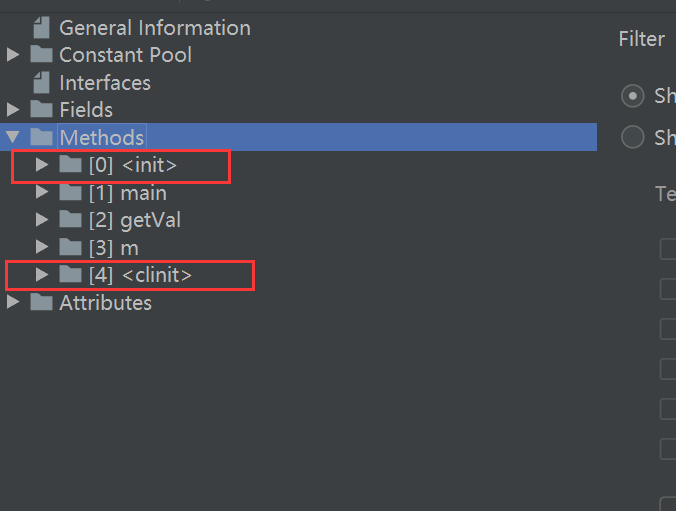 General Information
Constant Pool
Interfaces
Fields
Methods
[0] <init>
[1] main
[2] getVal
[3] m
[4] <clinit>
Attributes
Filter
Sh
Sh
Te